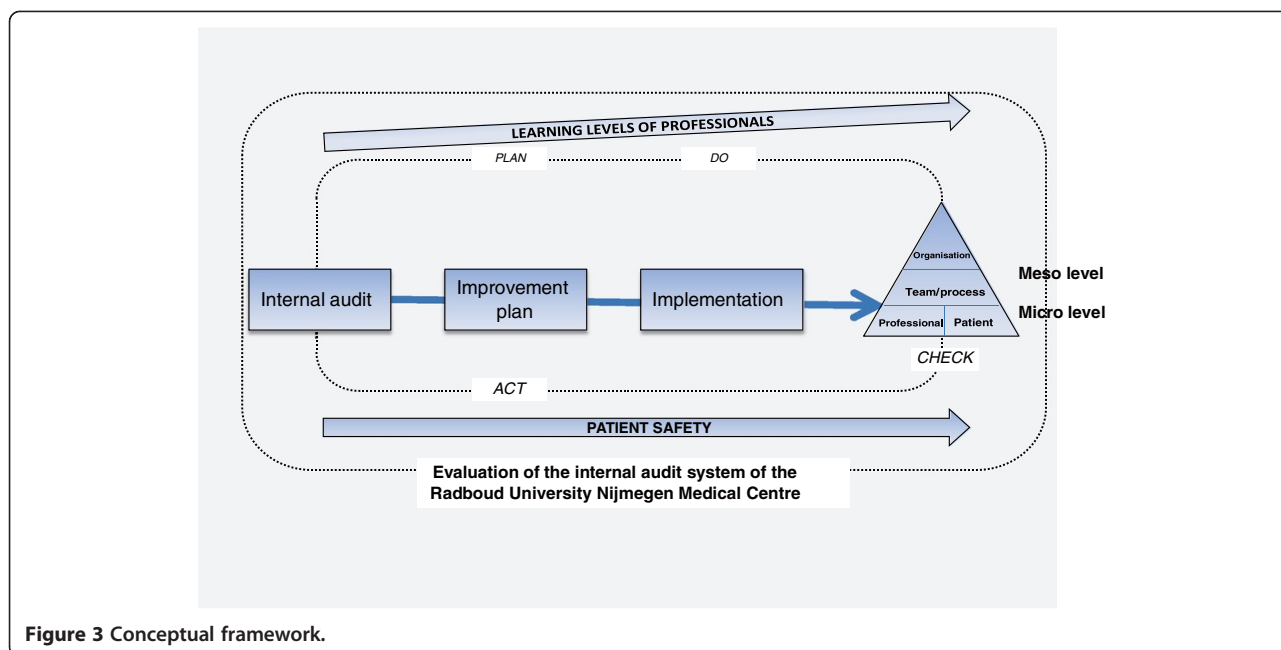 LEARNING LEVELS OF PROFESSIONALS
PLAN
DO
Internal audit
Improvement
plan
Implementation
Organisation
Team/process
Professional
Patient
Meso level
Micro level
CHECK
ACT
PATIENT SAFETY
Evaluation of the internal audit system of the
Radboud University Nijmegen Medical Centre
Figure 3 Conceptual framework.